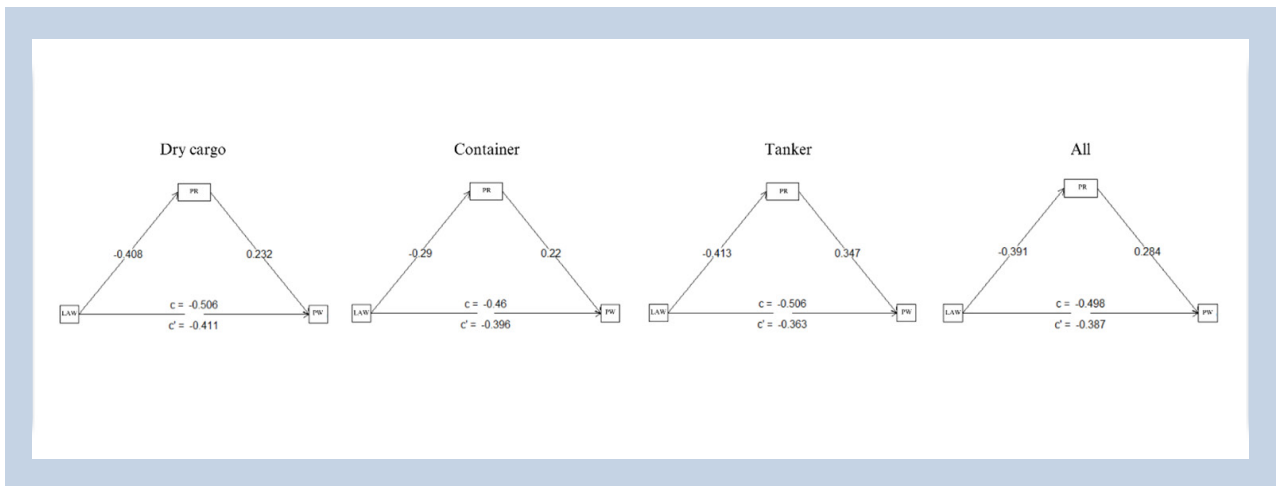 Dry cargo
PR
-0.408
0.232
LAW
c = -0.506
c' = -0.411
PW
Container
PR
-0.29
0.22
LAW
c = -0.46
c' = -0.396
PW
Tanker
PR
-0.413
0.347
LAW
c = -0.506
c' = -0.363
PW
All
PR
-0.391
0.284
LAW
c = -0.498
c' = -0.387
PW